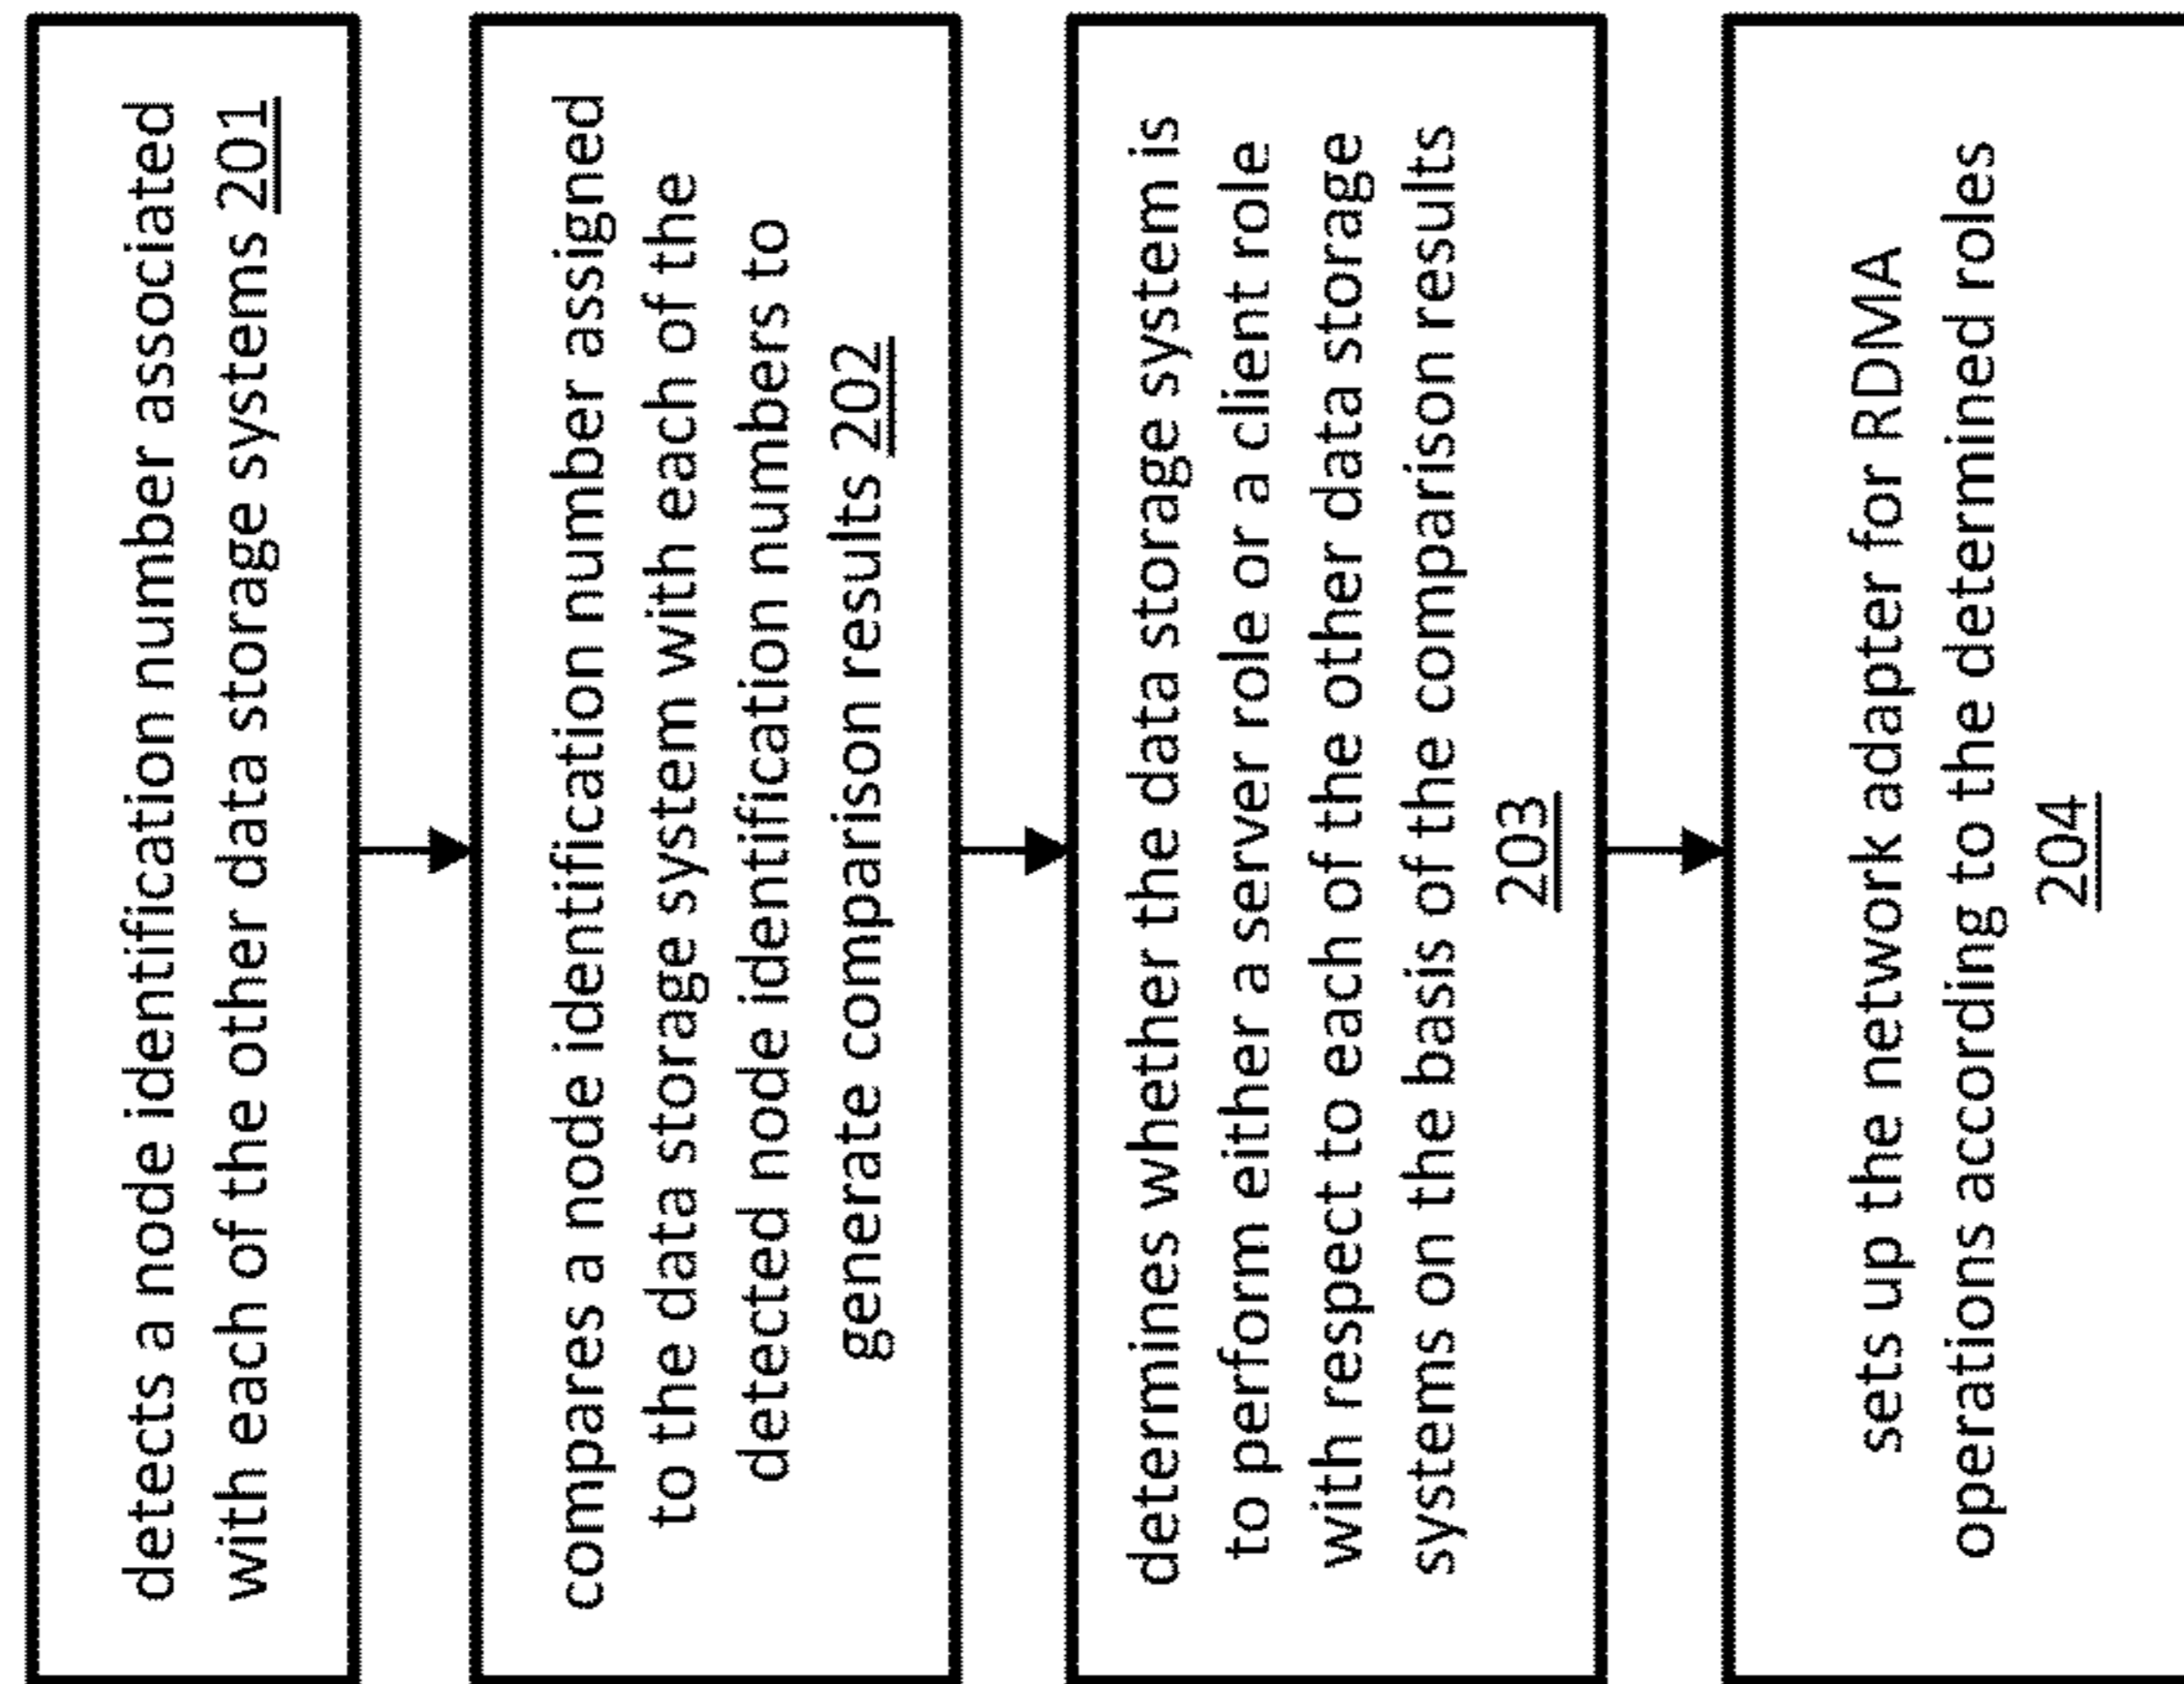 detects a node identification number associated
with each of the other data storage systems 201
compares a node identification number assigned
to the data storage system with each of the
detected node identification numbers to
generate comparison results 202
determines whether the data storage system is
to perform either a server role or a client role
with respect to each of the other data storage
systems on the basis of the comparison results
203
sets up the network adapter for RDMA
operations according to the determined roles
204